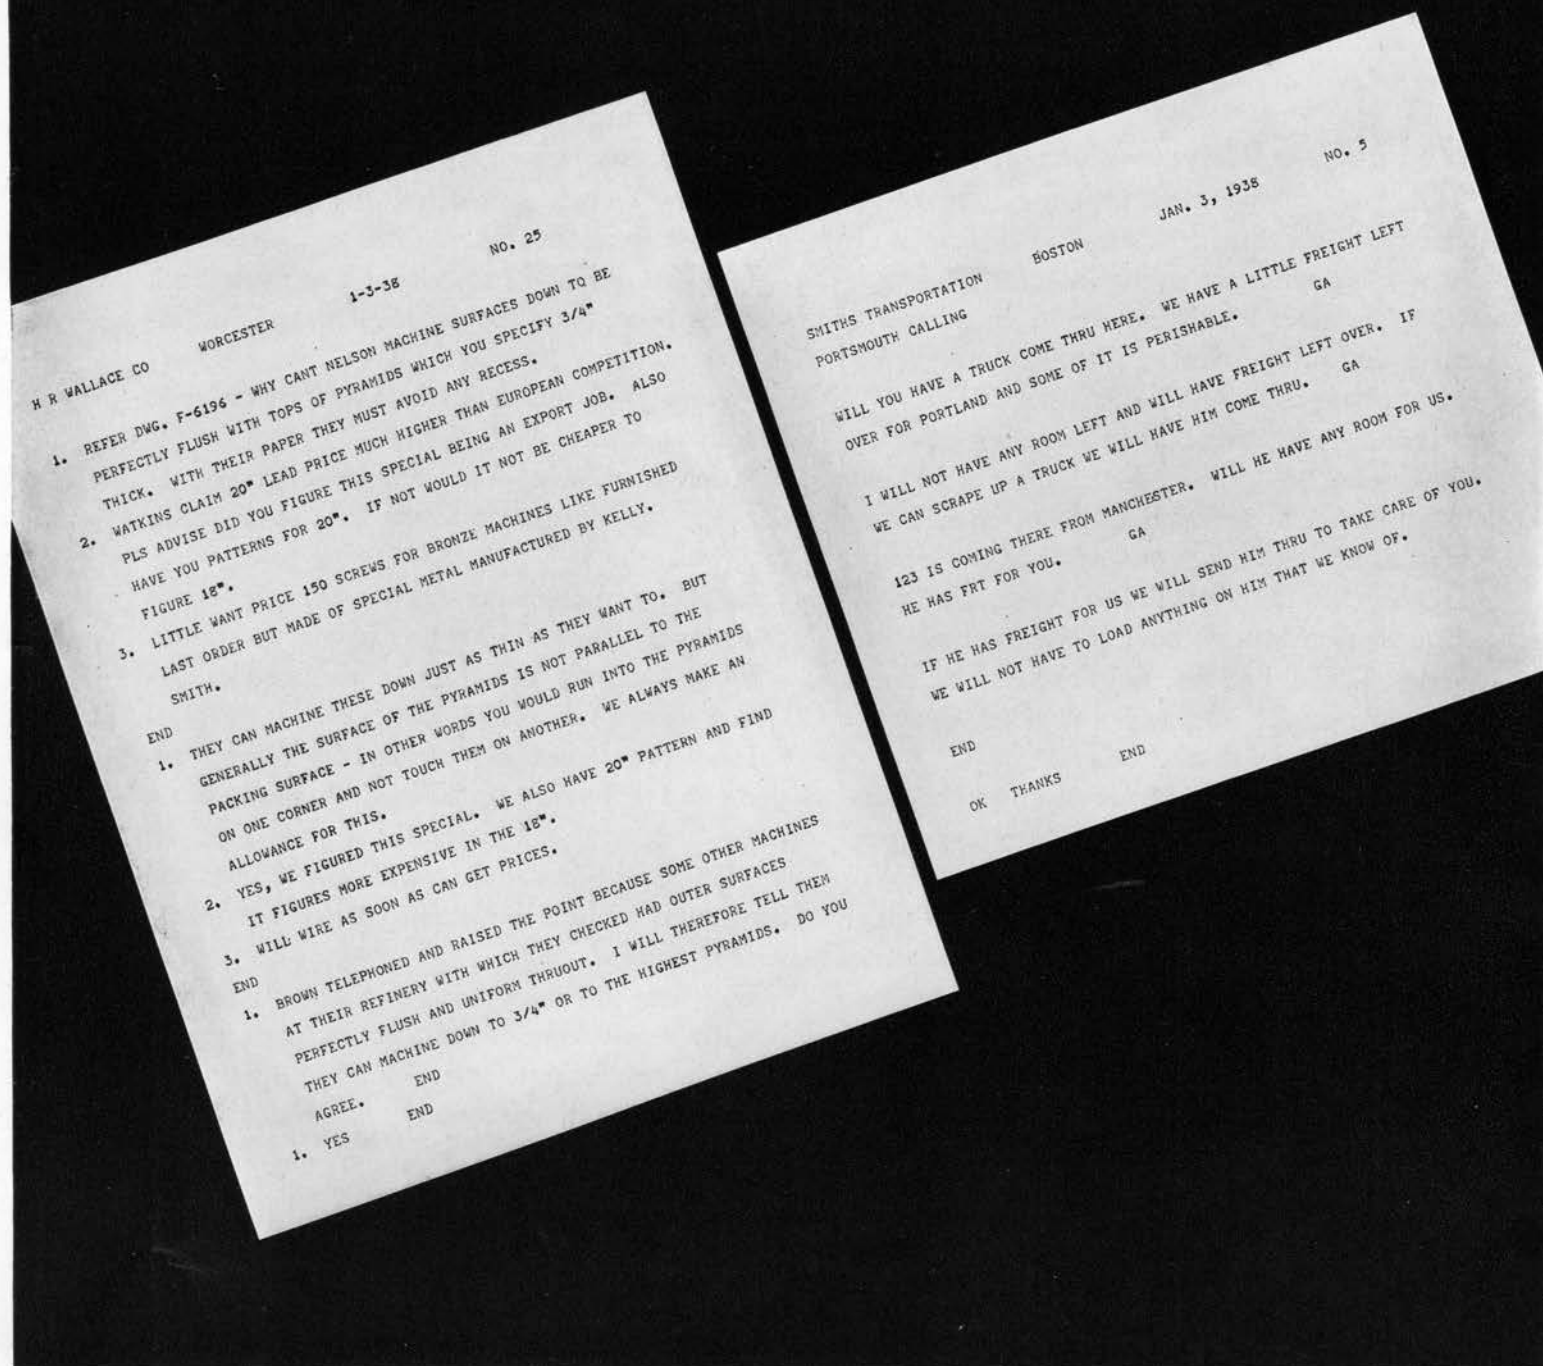 H R WALLACE CO WORCESTER 1-3-38 NO. 25
1. REFER DWG. F-6196 - WHY CANT NELSON MACHINE SURFACES DOWN TO BE
PERFECTLY FLUSH WITH TOPS OF PYRAMIDS WHICH YOU SPECIFY 3/4"
THICK. WITH THEIR PAPER THEY MUST AVOID ANY RECESS.
2. WATKINS CLAIM 20" LEAD PRICE MUCH HIGHER THAN EUROPEAN COMPETITION.
PLS ADVISE DID YOU FIGURE THIS SPECIAL BEING AN EXPORT JOB. ALSO
HAVE YOU PATTERNS FOR 20". IF NOT WOULD IT NOT BE CHEAPER TO
FIGURE 18".
3. LITTLE WANT PRICE 150 SCREWS FOR BRONZE MACHINES LIKE FURNISHED
LAST ORDER BUT MADE OF SPECIAL METAL MANUFACTURED BY KELLY.
SMITH.
END
1. THEY CAN MACHINE THESE DOWN JUST AS THIN AS THEY WANT TO. BUT
GENERALLY THE SURFACE OF THE PYRAMIDS IS NOT PARALLEL TO THE
PACKING SURFACE - IN OTHER WORDS YOU WOULD RUN INTO THE PYRAMIDS
ON ONE CORNER AND NOT TOUCH THEM ON ANOTHER. WE ALWAYS MAKE AN
ALLOWANCE FOR THIS.
2. YES, WE FIGURED THIS SPECIAL. WE ALSO HAVE 20" PATTERN AND FIND
IT FIGURES MORE EXPENSIVE IN THE 18".
3. WILL WIRE AS SOON AS CAN GET PRICES.
END
1. BROWN TELEPHONED AND RAISED THE POINT BECAUSE SOME OTHER MACHINES
AT THEIR REFINERY WITH WHICH THEY CHECKED HAD OUTER SURFACES
PERFECTLY FLUSH AND UNIFORM THRUOUT. I WILL THEREFORE TELL THEM
THEY CAN MACHINE DOWN TO 3/4" OR TO THE HIGHEST PYRAMIDS. DO YOU
AGREE. END
1. YES END
SMITHS TRANSPORTATION BOSTON JAN. 3, 1938 NO. 5
PORTSMOUTH CALLING
WILL YOU HAVE A TRUCK COME THRU HERE. WE HAVE A LITTLE FREIGHT LEFT
OVER FOR PORTLAND AND SOME OF IT IS PERISHABLE. GA
I WILL NOT HAVE ANY ROOM LEFT AND WILL HAVE FREIGHT LEFT OVER. IF
WE CAN SCRAPE UP A TRUCK WE WILL HAVE HIM COME THRU. GA
123 IS COMING THERE FROM MANCHESTER. WILL HE HAVE ANY ROOM FOR US.
HE HAS FRT FOR YOU. GA
IF HE HAS FREIGHT FOR US WE WILL SEND HIM THRU TO TAKE CARE OF YOU.
WE WILL NOT HAVE TO LOAD ANYTHING ON HIM THAT WE KNOW OF.
END
OK THANKS END